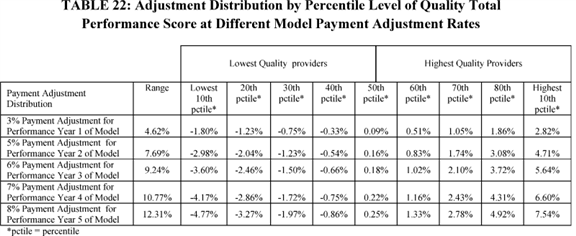 TABLE 22: Adjustment Distribution by Percentile Level of Quality Total
Performance Score at Different Model Payment Adjustment Rates
Lowest Quality providers Highest Quality Providers
Payment Adjustment Distribution Range Lowest 10th pctile* 20th pctile* 30th pctile* 40th pctile* 50th pctile* 60th pctile* 70th pctile* 80th pctile* Highest 10th pctile*
3% Payment Adjustment for
Performance Year 1 of Model 4.62% -1.80% -1.23% -0.75% -0.33% 0.09% 0.51% 1.05% 1.86% 2.82%
5% Payment Adjustment for
Performance Year 2 of Model 7.69% -2.98% -2.04% -1.23% -0.54% 0.16% 0.83% 1.74% 3.08% 4.71%
6% Payment Adjustment for
Performance Year 3 of Model 9.24% -3.60% -2.46% -1.50% -0.66% 0.18% 1.02% 2.10% 3.72% 5.64%
7% Payment Adjustment for
Performance Year 4 of Model 10.77% -4.17% -2.86% -1.72% -0.75% 0.22% 1.16% 2.43% 4.31% 6.60%
8% Payment Adjustment for
Performance Year 5 of Model 12.31% -4.77% -3.27% -1.97% -0.86% 0.25% 1.33% 2.78% 4.92% 7.54%
*pctile = percentile